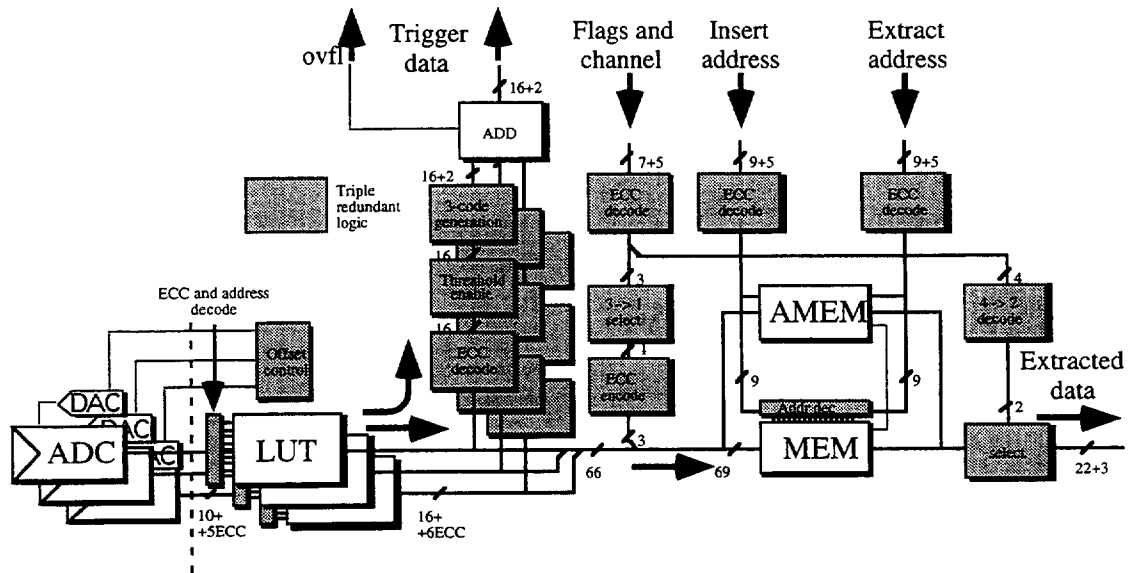 ovfl
Trigger
data
Flags and
channel
Insert
address
Extract
address
16+2
ADD
16+2
7+5
9+5
9+5
3-code
generation
ECC
decode
ECC
decode
ECC
decode
Triple
redundant
logic
16
Threshold
enable
3
4
3-> 1
select
AMEM
4-> 2
decode
ECC and address
decode
16
Offset
control
ECC
decode
1
ECC
encode
9
9
Extracted
data
DAC
DAC
AC
ADC
LUT
3
Addr dec
MEM
2
select
66
69
22+3
10+
+5ECC
16+
+6ECC